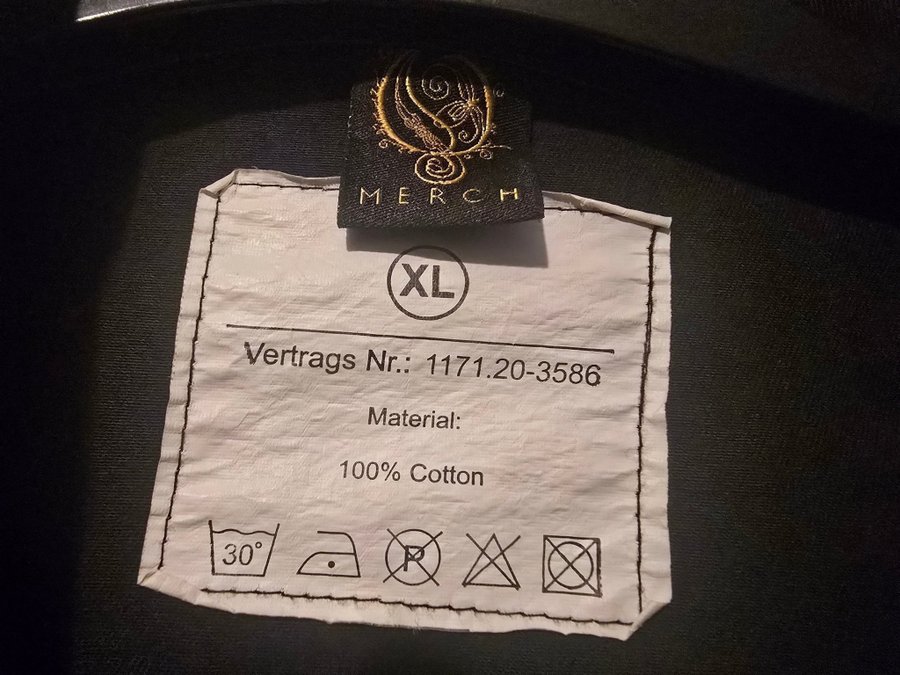 MERCH
XL
Vertrags Nr.: 1171.20-3586
Material:
100% Cotton
30° P